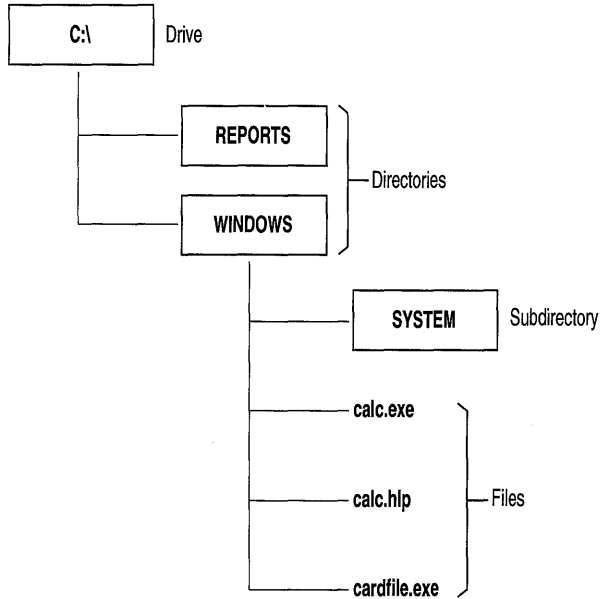 C:\ Drive
REPORTS
Directories
WINDOWS
SYSTEM Subdirectory
calc.exe
calc.hlp Files
cardfile.exe